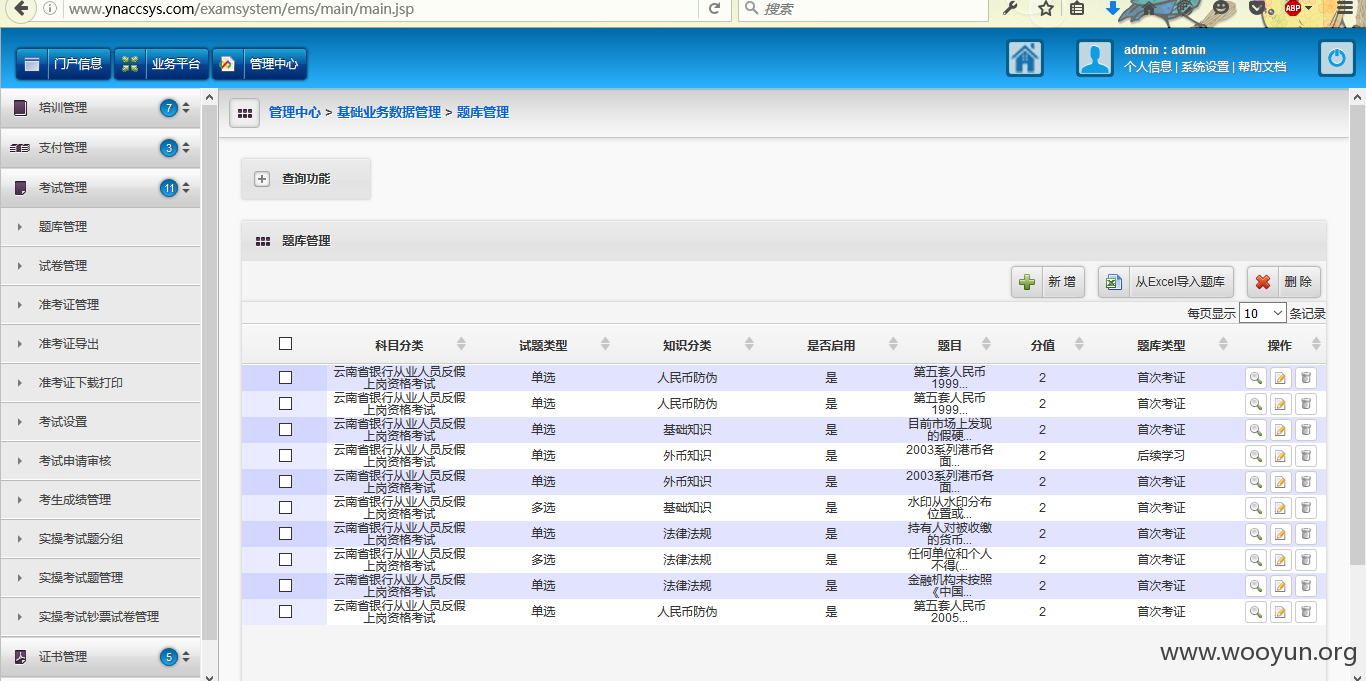 www.ynaccsys.com/examsystem/ems/main/main.jsp
搜索
ABP
门户信息
业务平台
管理中心
admin：admin
个人信息 | 系统设置 | 帮助文档
培训管理 7
支付管理 3
考试管理 11
题库管理
试卷管理
准考证管理
准考证导出
准考证下载打印
考试设置
考试申请审核
考生成绩管理
实操考试题分组
实操考试题管理
实操考试钞票试卷管理
证书管理 5
管理中心 > 基础业务数据管理 > 题库管理
查询功能
题库管理
新增 从Excel导入题库 删除
每页显示 10 条记录
科目分类 试题类型 知识分类 是否启用 题目 分值 题库类型 操作
云南省银行从业人员反假上岗资格考试 单选 人民币防伪 是 第五套人民币1999... 2 首次考证
云南省银行从业人员反假上岗资格考试 单选 人民币防伪 是 第五套人民币1999... 2 首次考证
云南省银行从业人员反假上岗资格考试 单选 基础知识 是 目前市场上发现的假硬... 2 首次考证
云南省银行从业人员反假上岗资格考试 单选 外币知识 是 2003系列港币各面... 2 后续学习
云南省银行从业人员反假上岗资格考试 单选 外币知识 是 2003系列港币各面... 2 首次考证
云南省银行从业人员反假上岗资格考试 多选 基础知识 是 水印从水印分布位置或... 2 首次考证
云南省银行从业人员反假上岗资格考试 单选 法律法规 是 持有人对被收缴的货币... 2 首次考证
云南省银行从业人员反假上岗资格考试 多选 法律法规 是 任何单位和个人不得(... 2 首次考证
云南省银行从业人员反假上岗资格考试 单选 法律法规 是 金融机构未按照《中国... 2 首次考证
云南省银行从业人员反假上岗资格考试 单选 人民币防伪 是 第五套人民币2005... 2 首次考证
www.wooyun.org